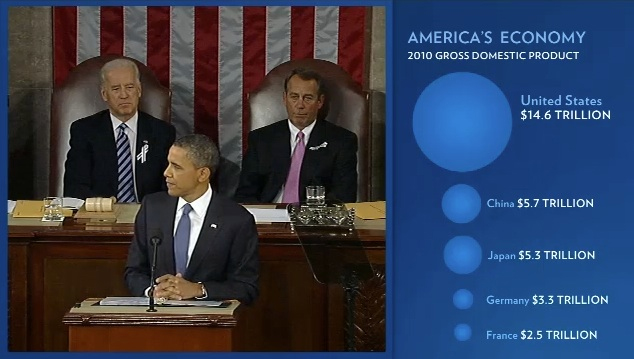 AMERICA'S ECONOMY
2010 GROSS DOMESTIC PRODUCT
United States
$14.6 TRILLION
China $5.7 TRILLION
Japan $5.3 TRILLION
Germany $3.3 TRILLION
France $2.5 TRILLION